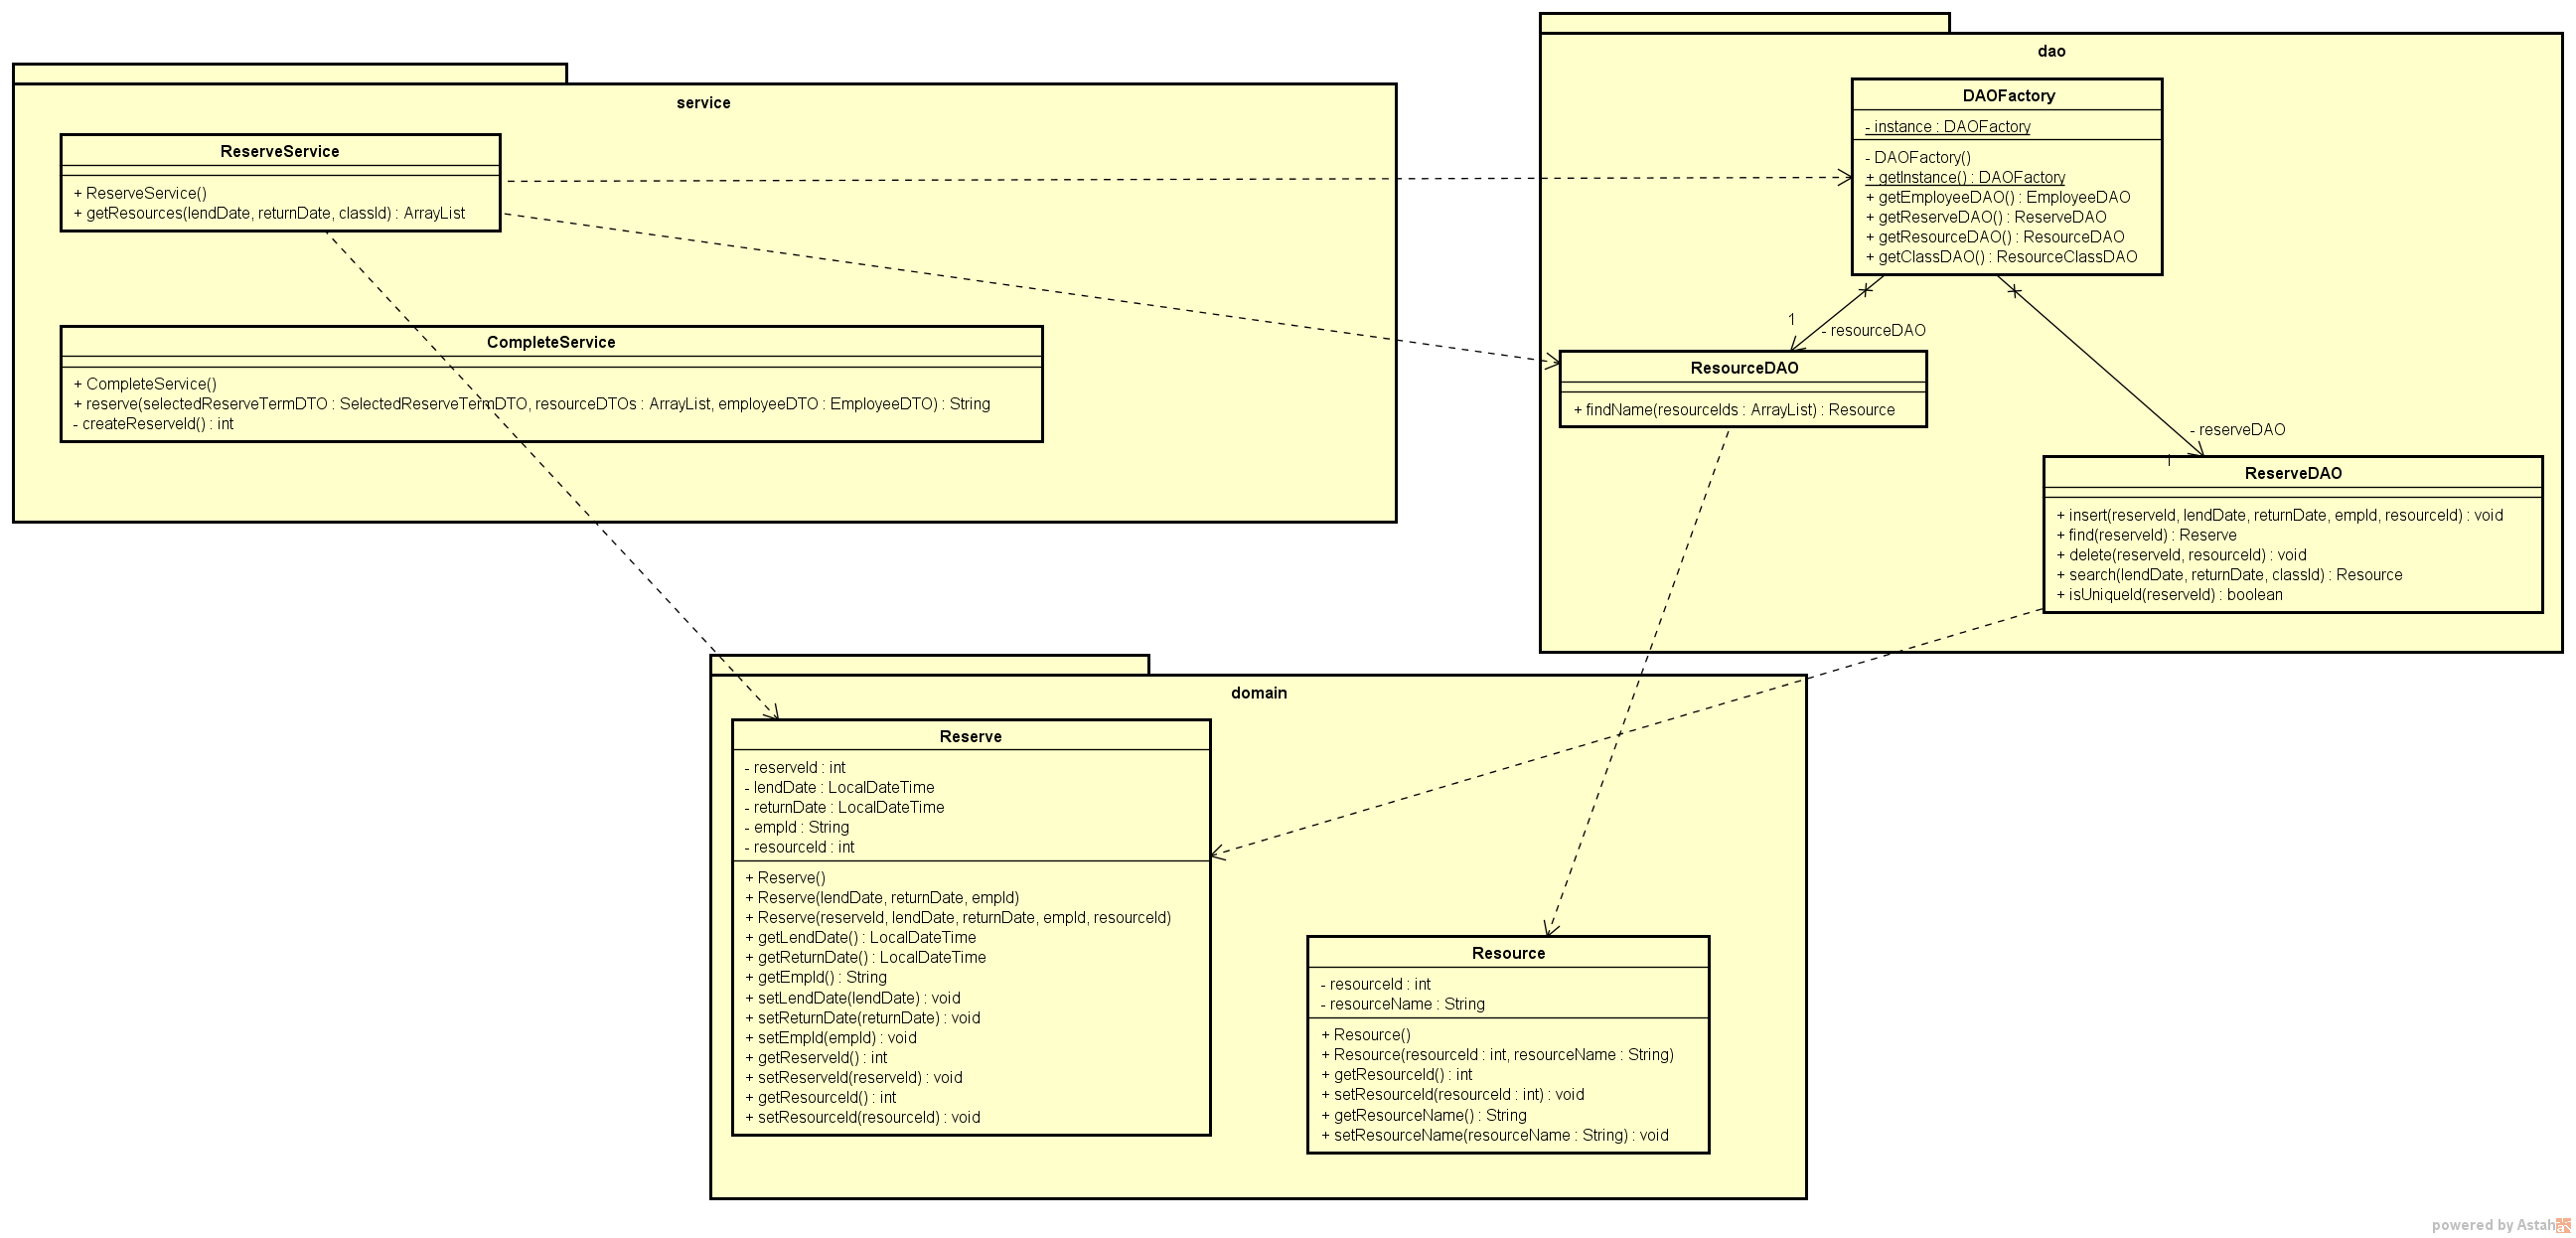 service
ReserveService
+ ReserveService()
+ getResources(lendDate, returnDate, classId) : ArrayList
CompleteService
+ CompleteService()
+ reserve(selectedReserveTermDTO : SelectedReserveTermDTO, resourceDTOs : ArrayList, employeeDTO : EmployeeDTO) : String
- createReserveId() : int
dao
DAOFactory
- instance : DAOFactory
- DAOFactory()
+ getInstance() : DAOFactory
+ getEmployeeDAO() : EmployeeDAO
+ getReserveDAO() : ReserveDAO
+ getResourceDAO() : ResourceDAO
+ getClassDAO() : ResourceClassDAO
1
- resourceDAO
ResourceDAO
+ findName(resourceIds : ArrayList) : Resource
- reserveDAO
1
ReserveDAO
+ insert(reserveId, lendDate, returnDate, empId, resourceId) : void
+ find(reserveId) : Reserve
+ delete(reserveId, resourceId) : void
+ search(lendDate, returnDate, classId) : Resource
+ isUniqueId(reserveId) : boolean
domain
Reserve
- reserveId : int
- lendDate : LocalDateTime
- returnDate : LocalDateTime
- empId : String
- resourceId : int
+ Reserve()
+ Reserve(lendDate, returnDate, empId)
+ Reserve(reserveId, lendDate, returnDate, empId, resourceId)
+ getLendDate() : LocalDateTime
+ getReturnDate() : LocalDateTime
+ getEmpId() : String
+ setLendDate(lendDate) : void
+ setReturnDate(returnDate) : void
+ setEmpId(empId) : void
+ getReserveId() : int
+ setReserveId(reserveId) : void
+ getResourceId() : int
+ setResourceId(resourceId) : void
Resource
- resourceId : int
- resourceName : String
+ Resource()
+ Resource(resourceId : int, resourceName : String)
+ getResourceId() : int
+ setResourceId(resourceId : int) : void
+ getResourceName() : String
+ setResourceName(resourceName : String) : void
powered by Astah